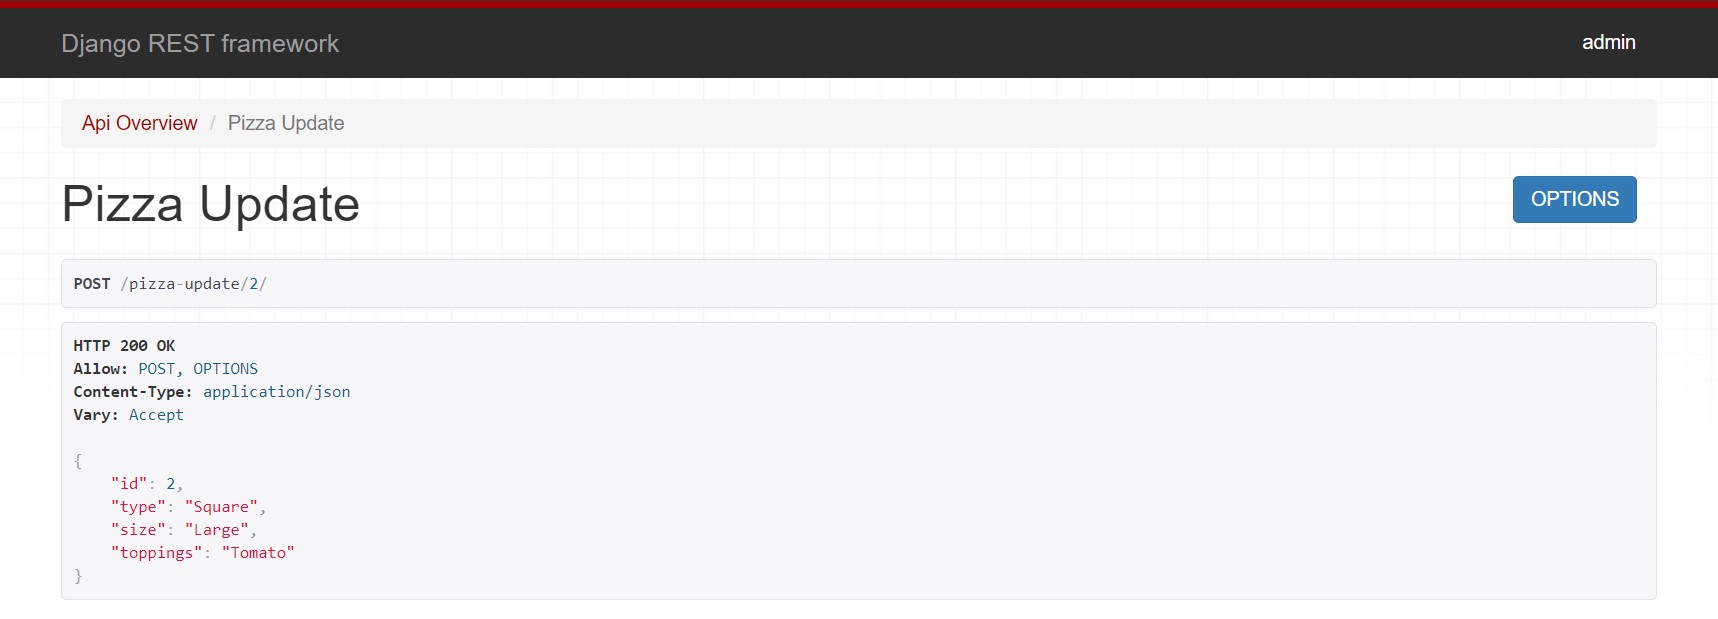 Django REST framework
admin
Api Overview / Pizza Update
Pizza Update
OPTIONS
POST /pizza-update/2/
HTTP 200 OK
Allow: POST, OPTIONS
Content-Type: application/json
Vary: Accept
{
    "id": 2,
    "type": "Square",
    "size": "Large",
    "toppings": "Tomato"
}